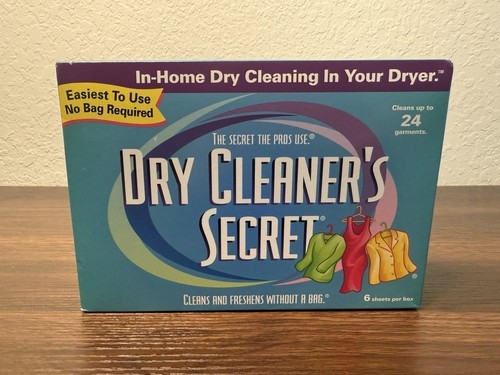 In-Home Dry Cleaning In Your Dryer.™
Easiest To Use
No Bag Required
Cleans up to
24
garments.
THE SECRET THE PROS USE.®
DRY CLEANER'S
SECRET®
CLEANS AND FRESHENS WITHOUT A BAG.®
6 sheets per box